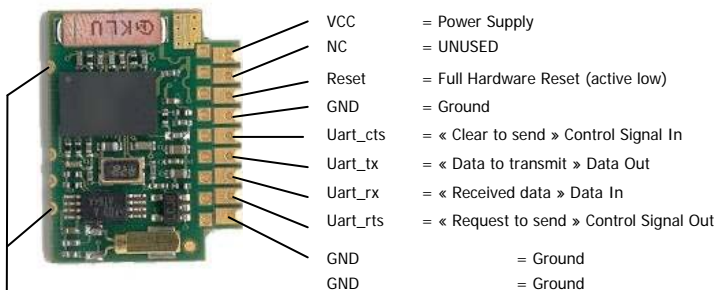 VCC = Power Supply
NC = UNUSED
Reset = Full Hardware Reset (active low)
GND = Ground
Uart_cts = « Clear to send » Control Signal In
Uart_tx = « Data to transmit » Data Out
Uart_rx = « Received data » Data In
Uart_rts = « Request to send » Control Signal Out
GND = Ground
GND = Ground